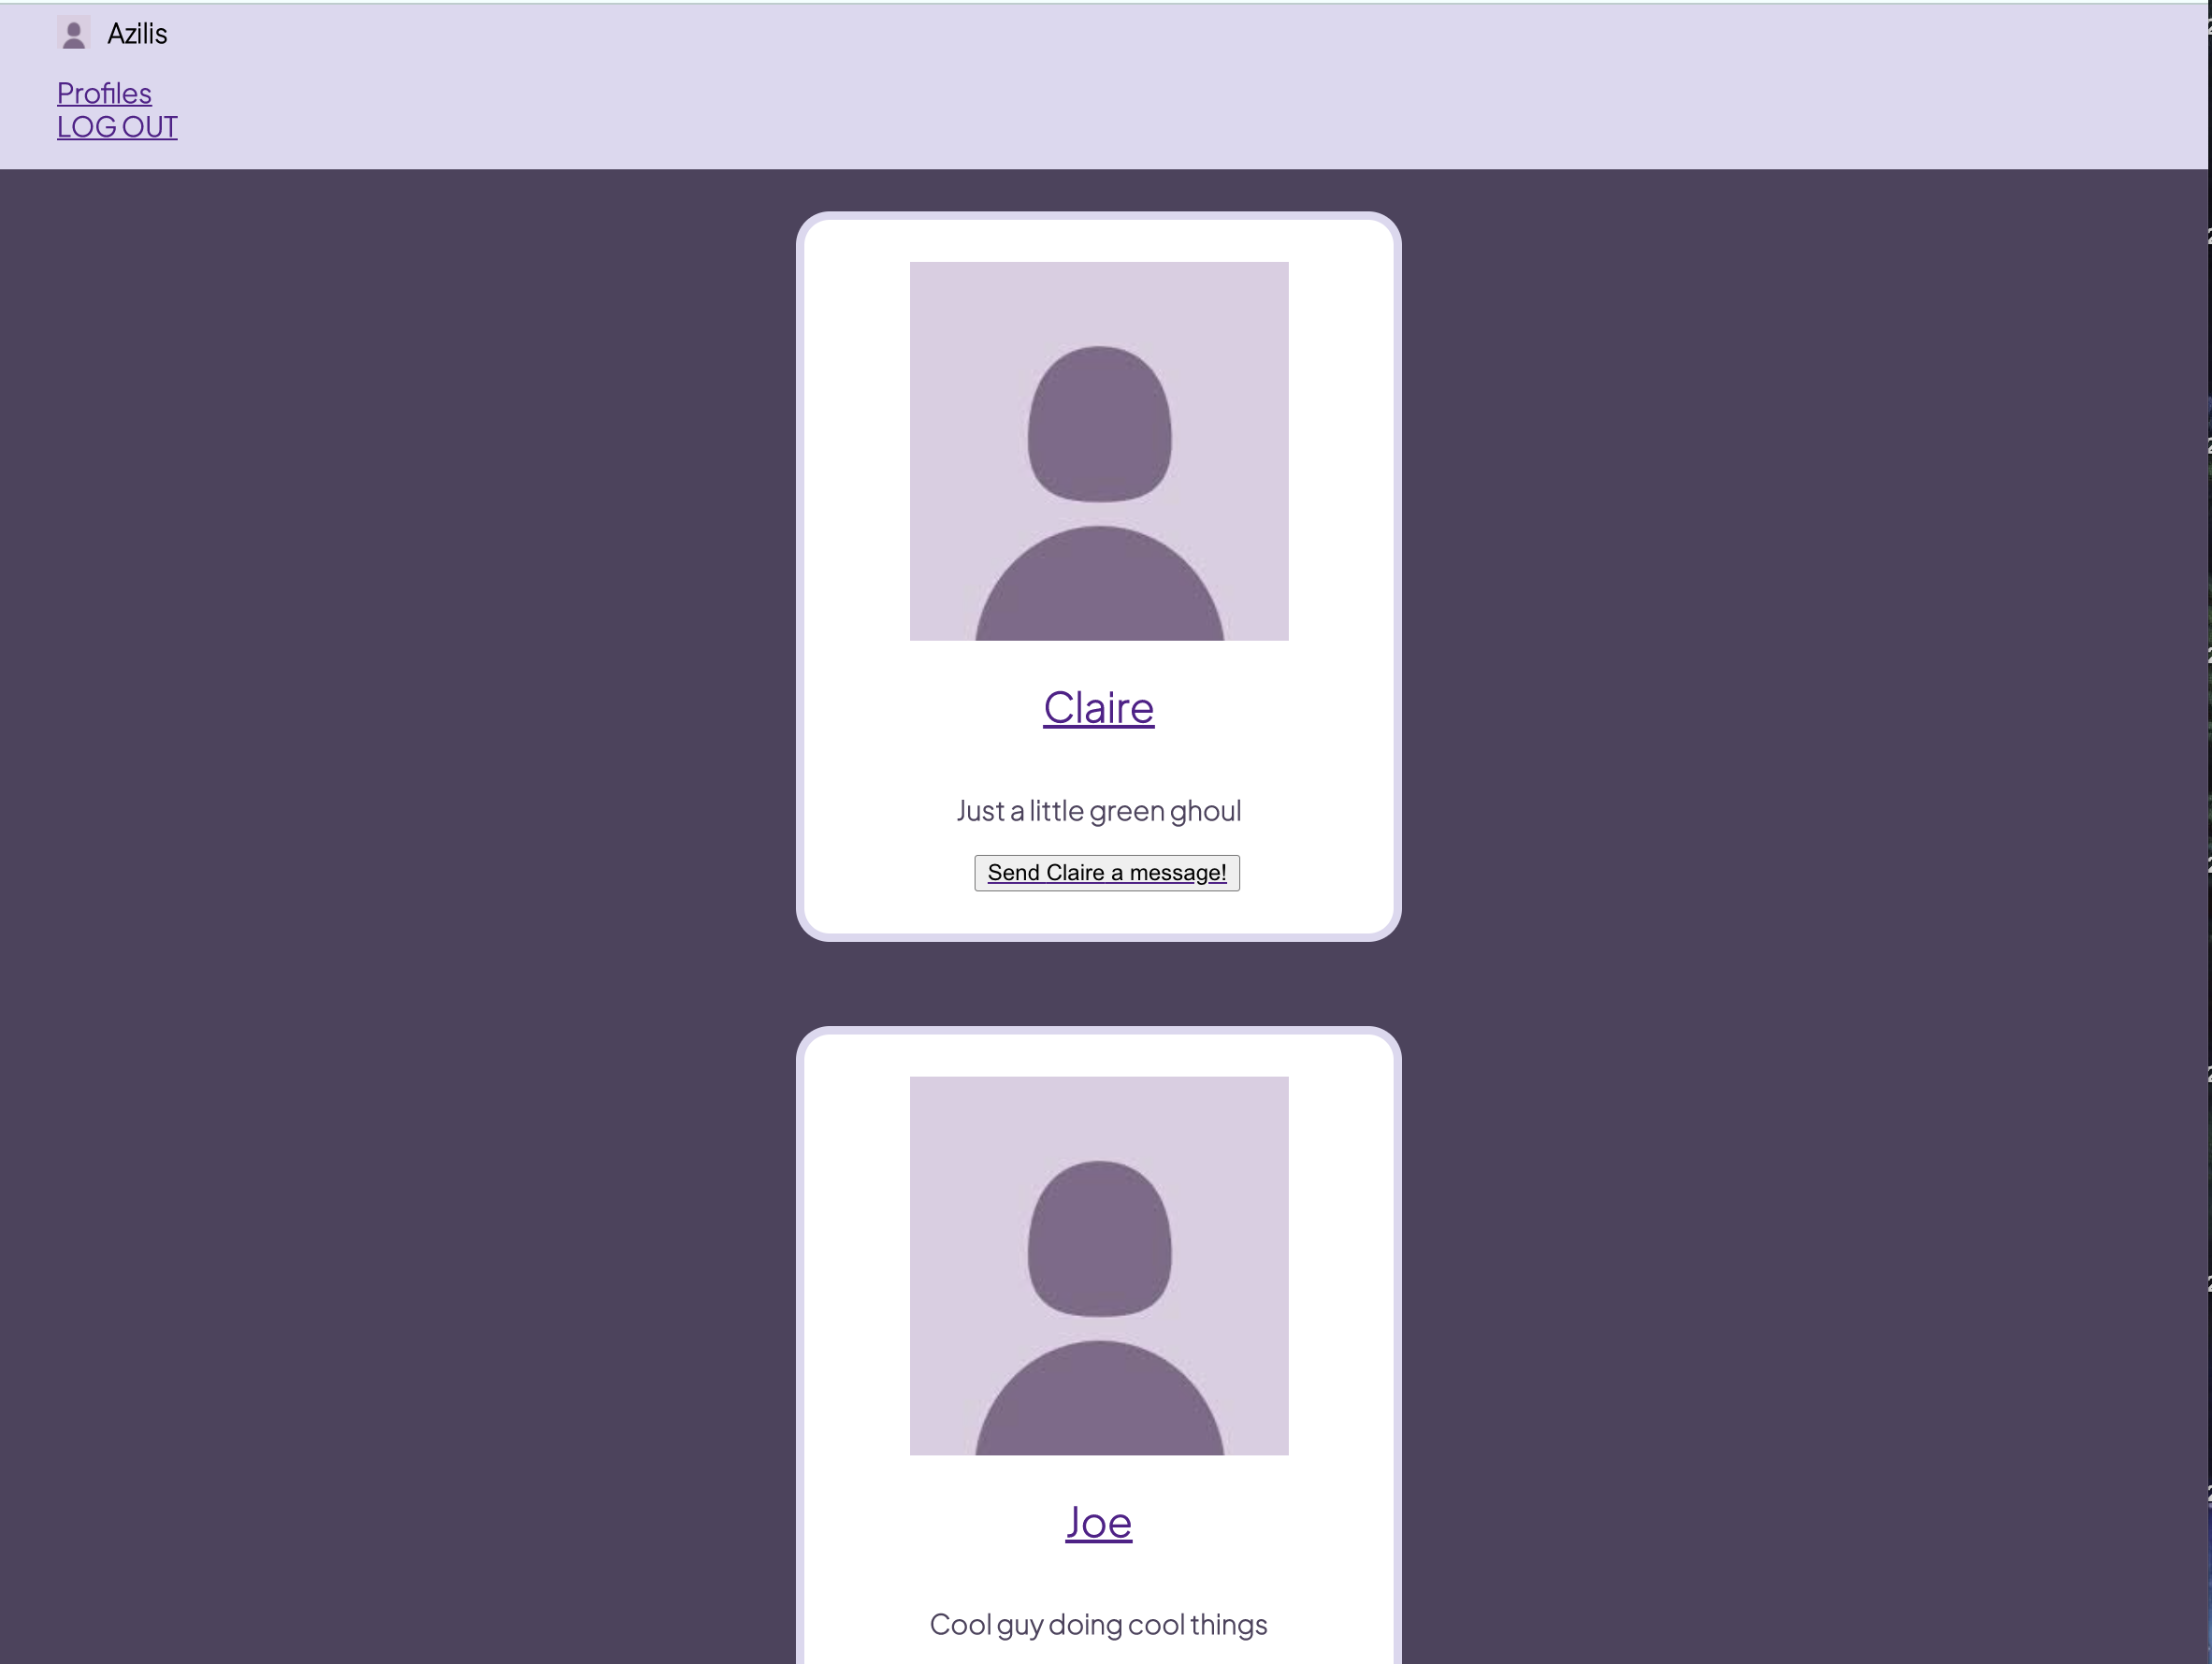 Azilis
Profiles
LOG OUT
Claire
Just a little green ghoul
Send Claire a message!
Joe
Cool guy doing cool things